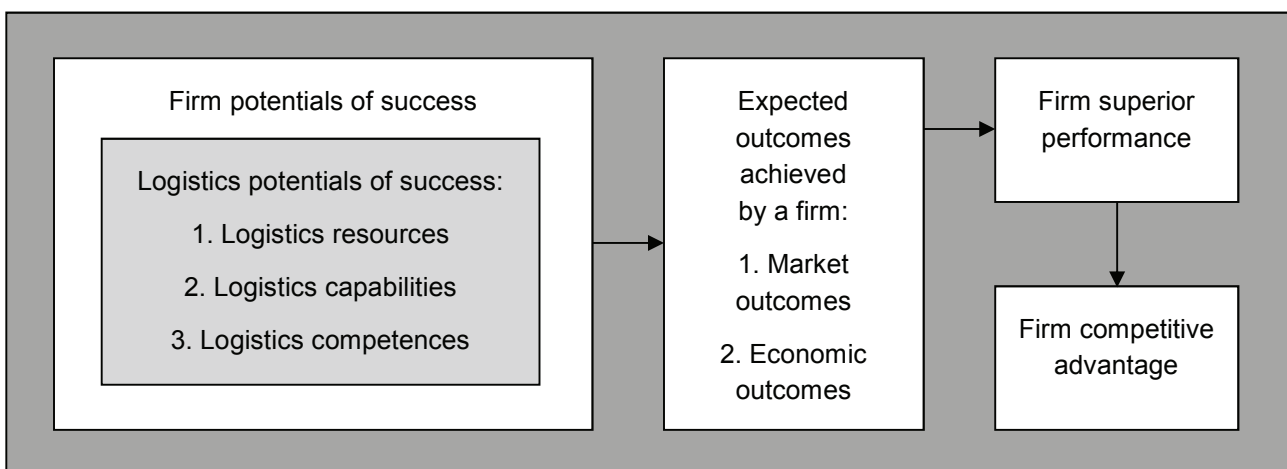 Firm potentials of success
Logistics potentials of success:
1. Logistics resources
2. Logistics capabilities
3. Logistics competences
Expected
outcomes
achieved
by a firm:
1. Market
outcomes
2. Economic
outcomes
Firm superior
performance
Firm competitive
advantage